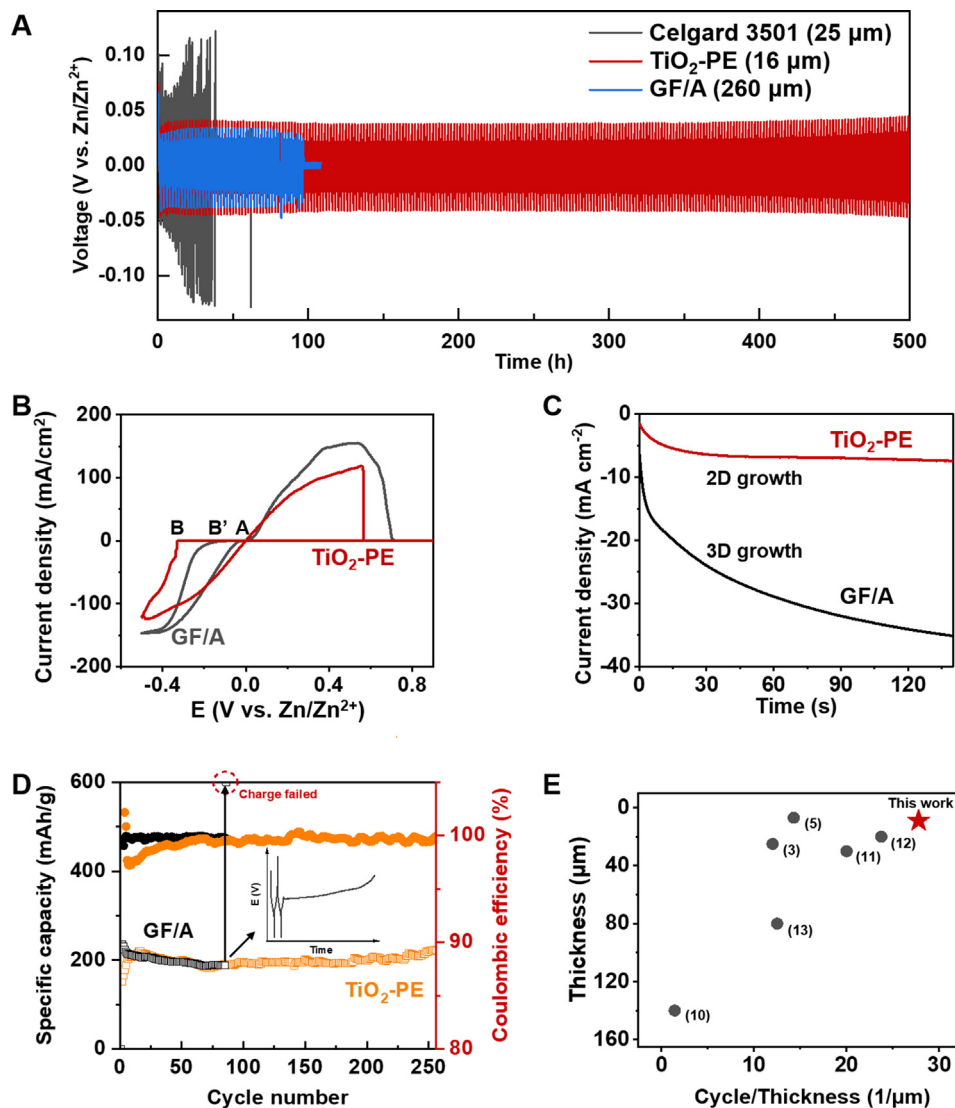 A
Celgard 3501 (25 μm)
TiO₂-PE (16 μm)
GF/A (260 μm)
Voltage (V vs. Zn/Zn²⁺)
0.10
0.05
0.00
-0.05
-0.10
0 100 200 300 400 500
Time (h)
B
Current density (mA/cm²)
200
100
0
-100
-200
B B’ A
TiO₂-PE
GF/A
-0.4 0.0 0.4 0.8
E (V vs. Zn/Zn²⁺)
C
Current density (mA cm⁻²)
0
-10
-20
-30
-40
TiO₂-PE
2D growth
3D growth
GF/A
0 30 60 90 120
Time (s)
D
Specific capacity (mAh/g)
600
400
200
0
Charge failed
GF/A
E (V)
Time
TiO₂-PE
100
90
80
Coulombic efficiency (%)
0 50 100 150 200 250
Cycle number
E
Thickness (μm)
0
40
80
120
160
This work
(5)
(3)
(11)
(12)
(13)
(10)
0 10 20 30
Cycle/Thickness (1/μm)